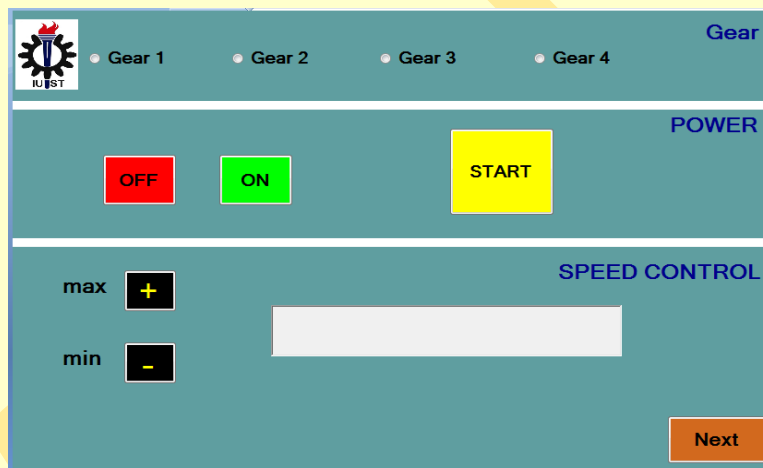 Gear
IUST
Gear 1
Gear 2
Gear 3
Gear 4
POWER
OFF
ON
START
SPEED CONTROL
max
+
min
-
Next